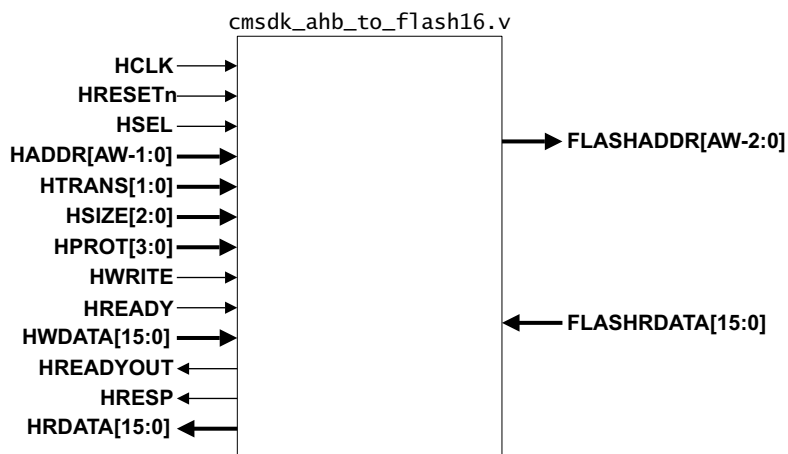 cmsdk_ahb_to_flash16.v
HCLK
HRESETn
HSEL
HADDR[AW-1:0]
HTRANS[1:0]
HSIZE[2:0]
HPROT[3:0]
HWRITE
HREADY
HWDATA[15:0]
HREADYOUT
HRESP
HRDATA[15:0]
FLASHADDR[AW-2:0]
FLASHRDATA[15:0]